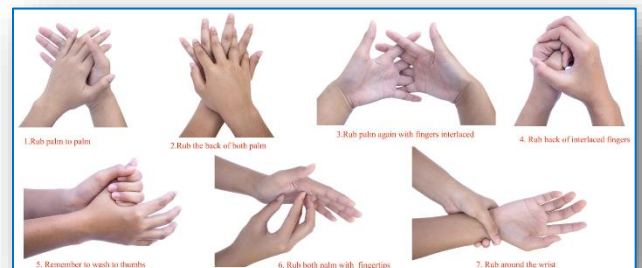 1.Rub palm to palm
2.Rub the back of both palm
3.Rub palm again with fingers interlaced
4. Rub back of interlaced fingers
5. Remember to wash to thumbs
6. Rub both palm with fingertips
7. Rub around the wrist